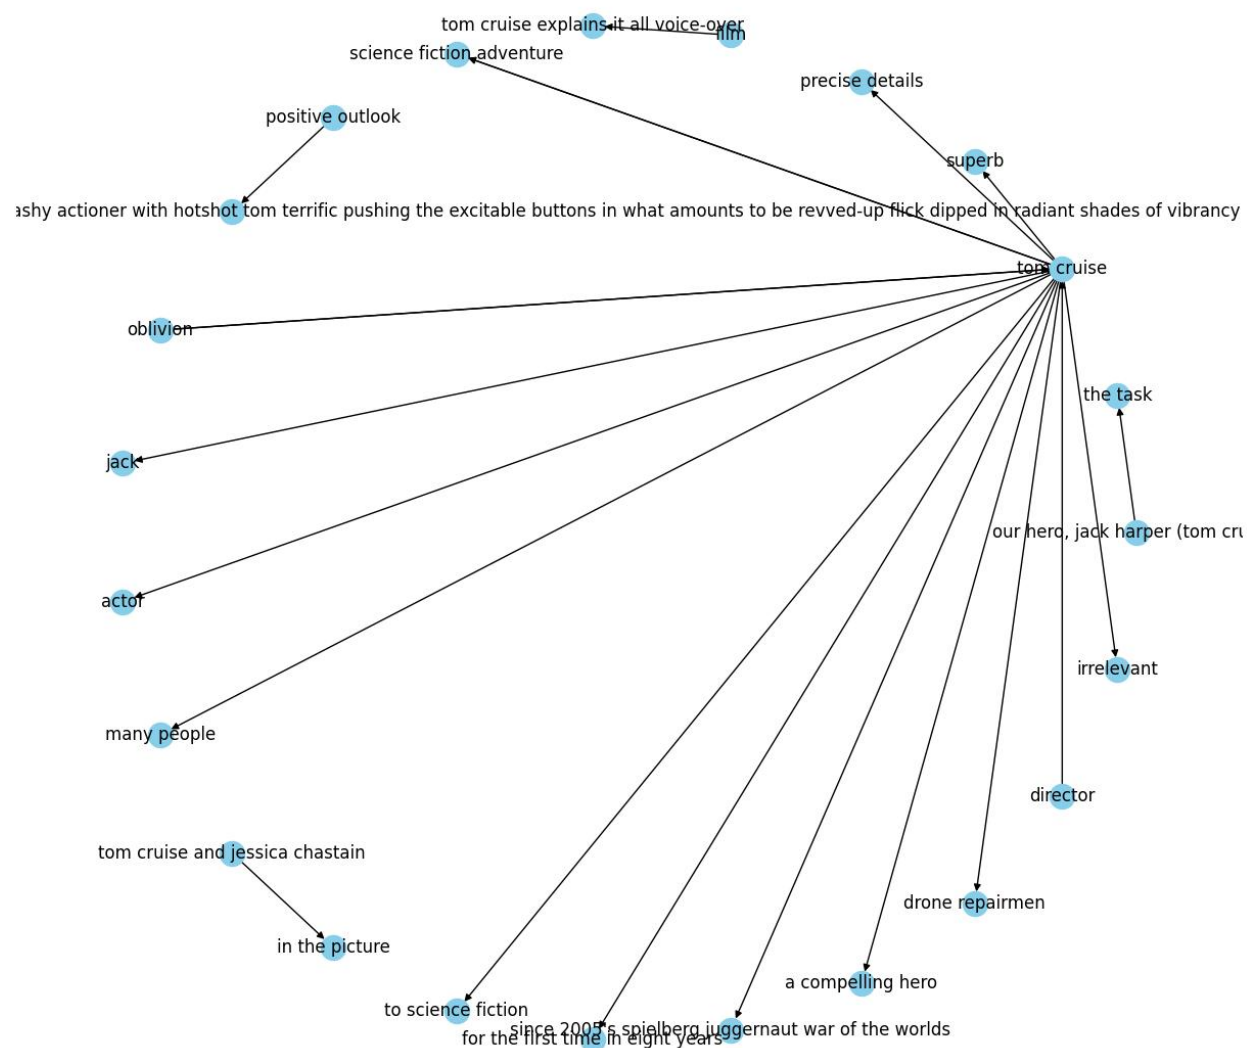 tom cruise explains it all voice-over
film
science fiction adventure
precise details
positive outlook
superb
ashy actioner with hotshot tom terrific pushing the excitable buttons in what amounts to be revved-up flick dipped in radiant shades of vibrancy
tom cruise
oblivion
the task
jack
our hero, jack harper (tom cru
actor
irrelevant
many people
director
tom cruise and jessica chastain
drone repairmen
in the picture
a compelling hero
to science fiction
since 2005's spielberg juggernaut war of the worlds
for the first time in eight years